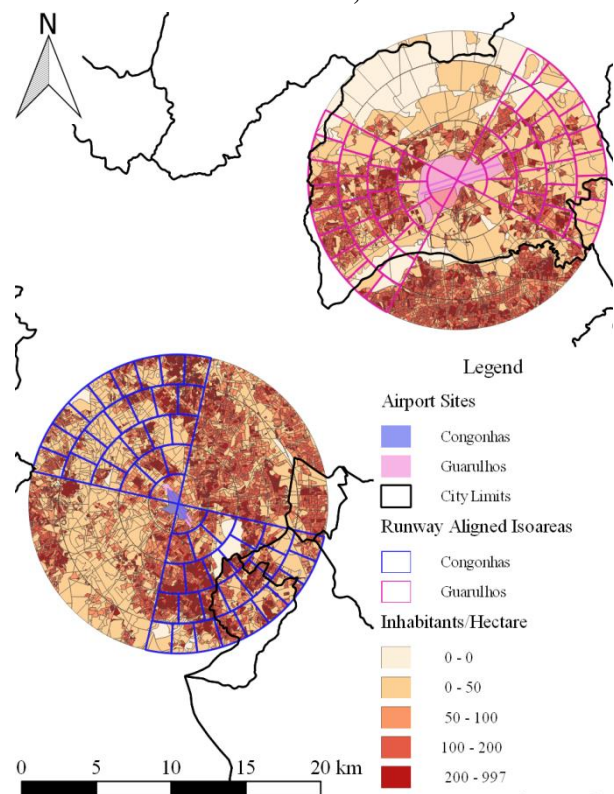 N
Legend
Airport Sites
Congonhas
Guarulhos
City Limits
Runway Aligned Isoareas
Congonhas
Guarulhos
Inhabitants/Hectare
0 - 0
0 - 50
50 - 100
100 - 200
200 - 997
0 5 10 15 20 km